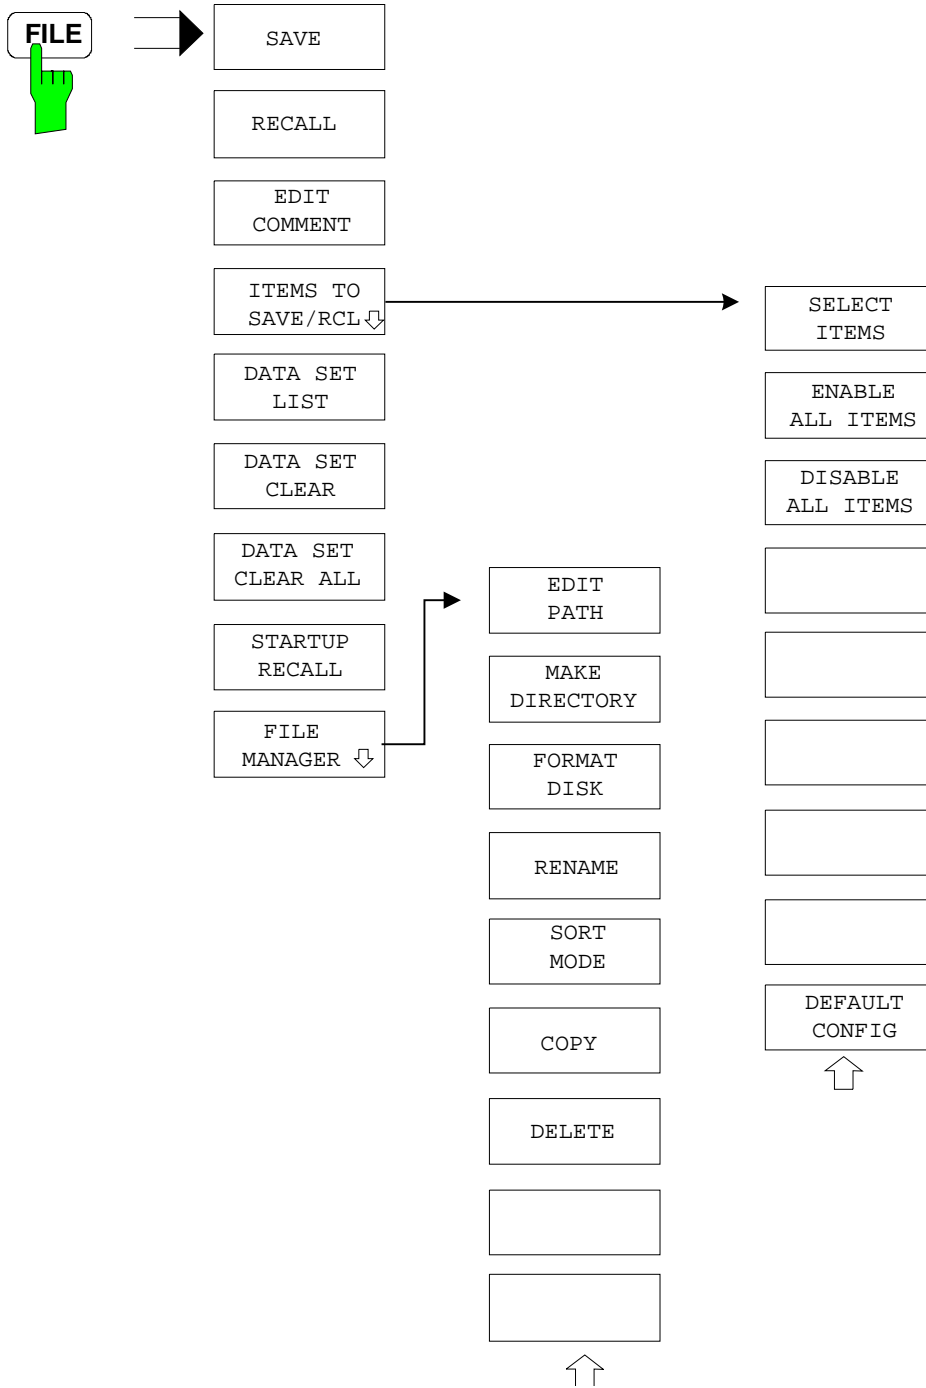 FILE
SAVE
RECALL
EDIT
COMMENT
ITEMS TO
SAVE/RCL
DATA SET
LIST
DATA SET
CLEAR
DATA SET
CLEAR ALL
STARTUP
RECALL
FILE
MANAGER
EDIT
PATH
MAKE
DIRECTORY
FORMAT
DISK
RENAME
SORT
MODE
COPY
DELETE
SELECT
ITEMS
ENABLE
ALL ITEMS
DISABLE
ALL ITEMS
DEFAULT
CONFIG